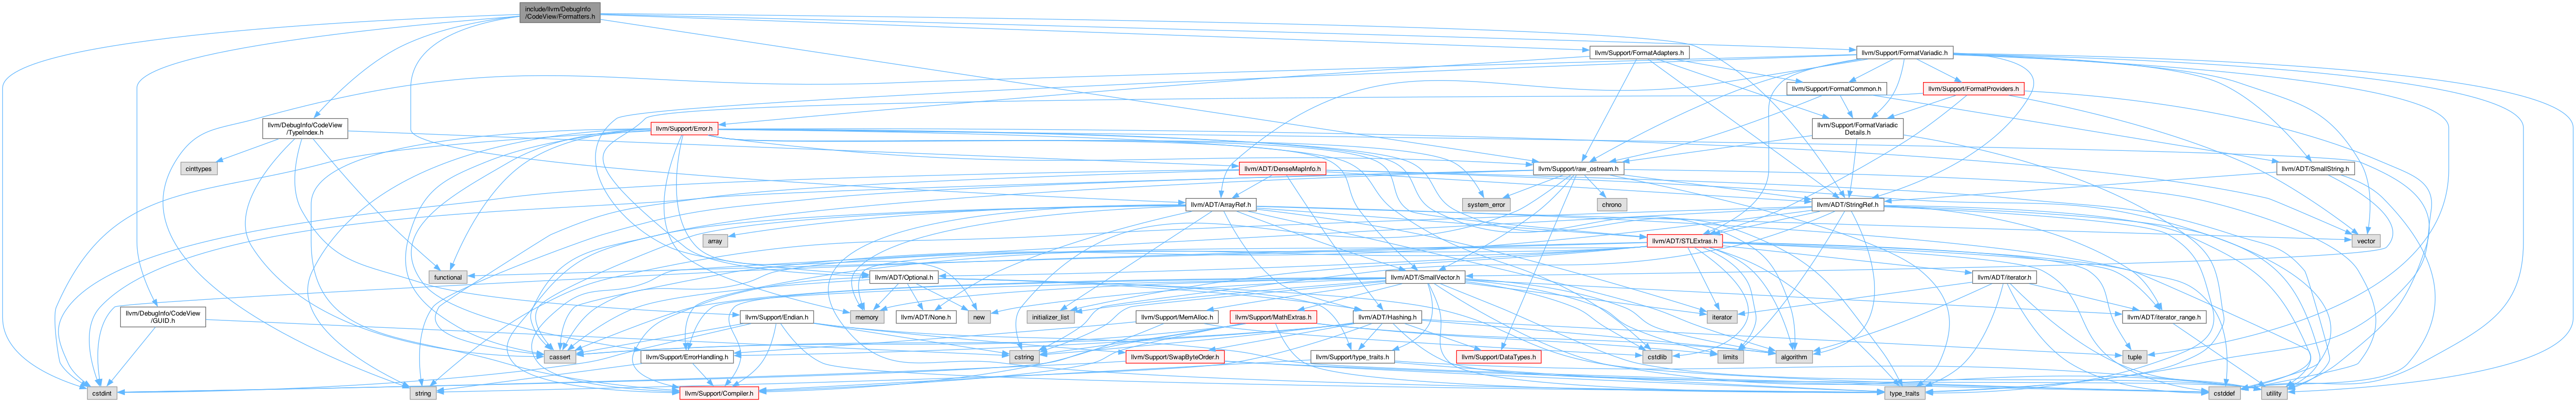 include/llvm/DebugInfo
/CodeView/Formatters.h
llvm/Support/FormatAdapters.h
llvm/Support/FormatVariadic.h
llvm/Support/FormatCommon.h
llvm/Support/FormatProviders.h
llvm/DebugInfo/CodeView
/TypeIndex.h
llvm/Support/Error.h
llvm/Support/FormatVariadic
Details.h
cinttypes
llvm/ADT/DenseMapInfo.h
llvm/Support/raw_ostream.h
llvm/ADT/SmallString.h
llvm/ADT/ArrayRef.h
system_error
chrono
llvm/ADT/StringRef.h
array
llvm/ADT/STLExtras.h
vector
functional
llvm/ADT/Optional.h
llvm/ADT/SmallVector.h
llvm/ADT/iterator.h
llvm/DebugInfo/CodeView
/GUID.h
llvm/Support/Endian.h
memory
llvm/ADT/None.h
new
initializer_list
llvm/Support/MemAlloc.h
llvm/Support/MathExtras.h
llvm/ADT/Hashing.h
iterator
llvm/ADT/iterator_range.h
cassert
llvm/Support/ErrorHandling.h
cstring
llvm/Support/SwapByteOrder.h
llvm/Support/type_traits.h
llvm/Support/DataTypes.h
cstdlib
limits
algorithm
tuple
cstdint
string
llvm/Support/Compiler.h
type_traits
cstddef
utility